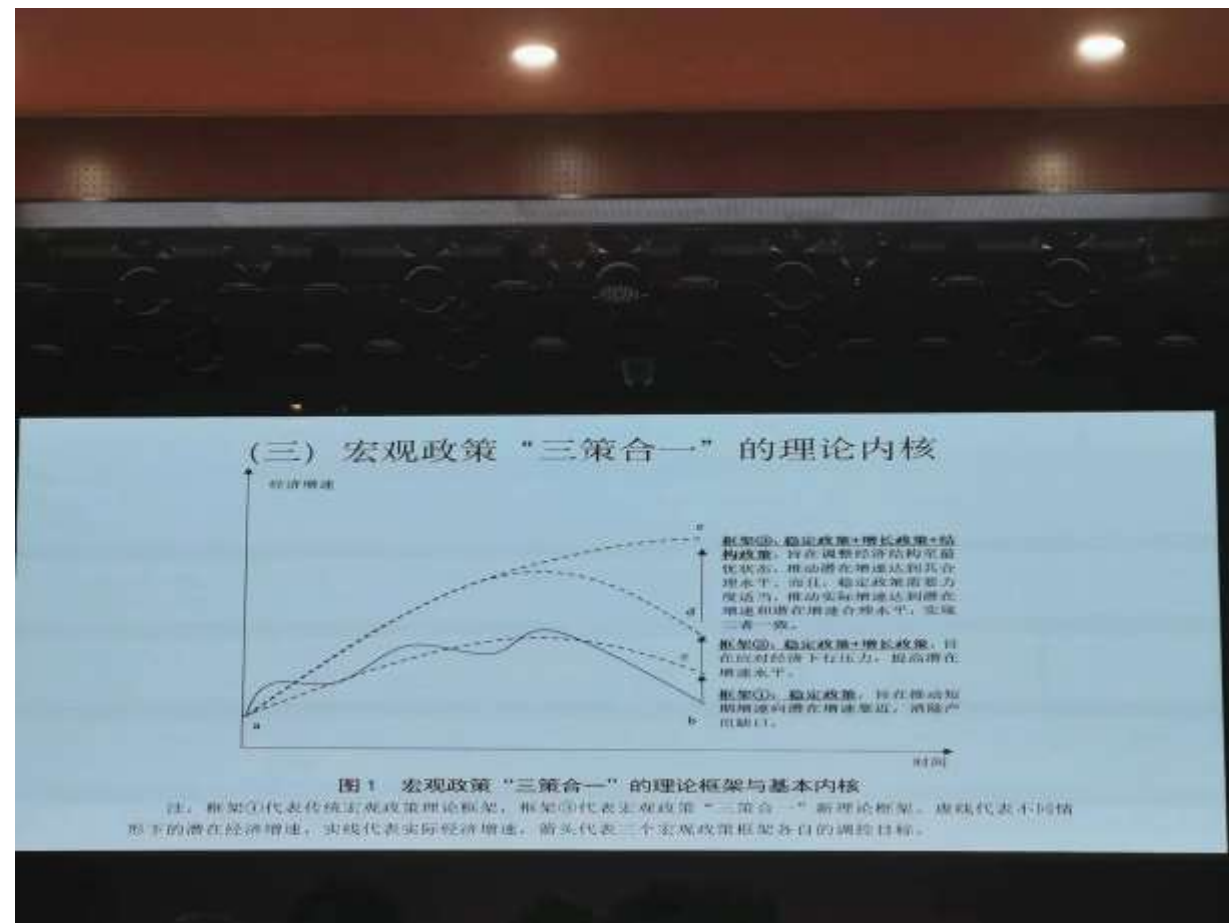 （三）宏观政策“三策合一”的理论内核
经济增速
e
框架③：稳定政策+增长政策+结
构政策，旨在调整经济结构至最
优状态，推动潜在增速达到其合
理水平。而且，稳定政策需要力
度适当，推动实际增速达到潜在
增速和潜在增速合理水平，实现
三者一致。
d
框架②：稳定政策+增长政策，旨
在应对经济下行压力，提高潜在
增速水平。
c
框架①：稳定政策，旨在推动短
期增速向潜在增速靠近，消除产
出缺口。
a
b
时间
图 1 宏观政策“三策合一”的理论框架与基本内核
注：框架①代表传统宏观政策理论框架，框架③代表宏观政策“三策合一”新理论框架。虚线代表不同情
形下的潜在经济增速，实线代表实际经济增速，箭头代表三个宏观政策框架各自的调控目标。